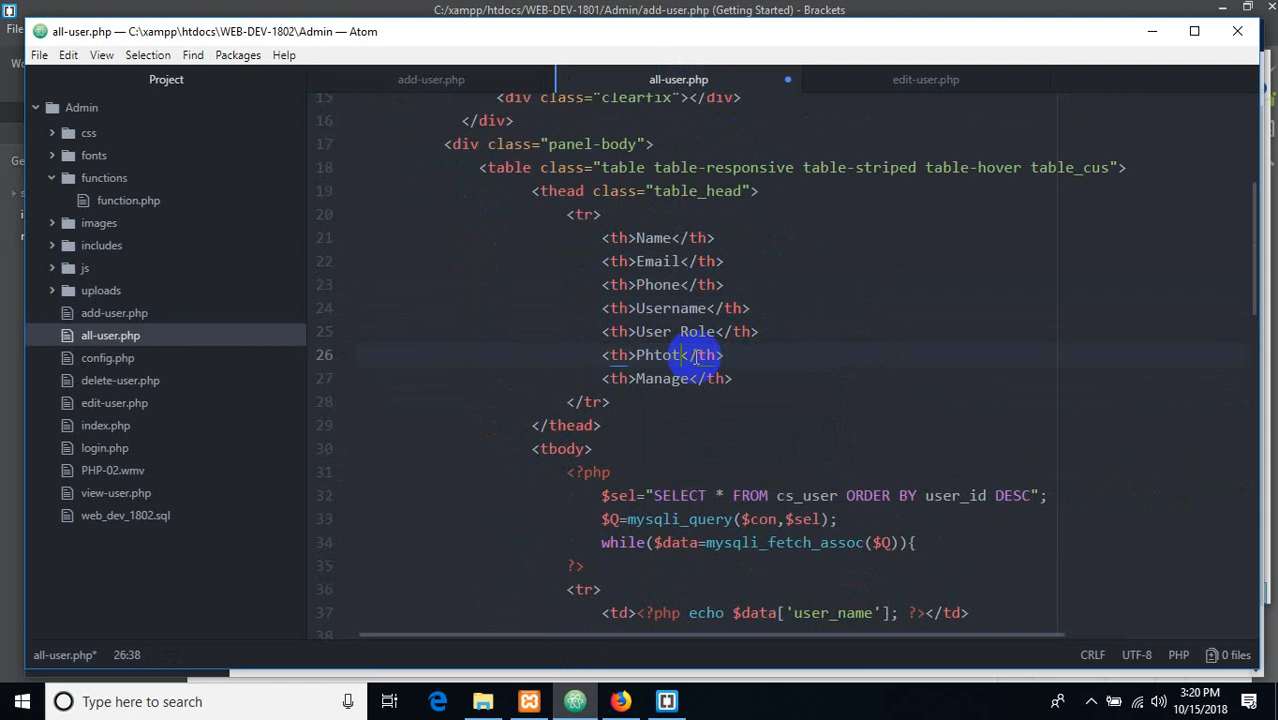 C:/xampp/htdocs/WEB-DEV-1801/Admin/add-user.php (Getting Started) - Brackets
all-user.php — C:\xampp\htdocs\WEB-DEV-1802\Admin — Atom
File Edit View Selection Find Packages Help
Project
add-user.php all-user.php edit-user.php
Admin
css
fonts
functions
function.php
images
includes
js
uploads
add-user.php
all-user.php
config.php
delete-user.php
edit-user.php
index.php
login.php
PHP-02.wmv
view-user.php
web_dev_1802.sql
15 <div class="clearfix"></div>
16 </div>
17 <div class="panel-body">
18 <table class="table table-responsive table-striped table-hover table_cus">
19 <thead class="table_head">
20 <tr>
21 <th>Name</th>
22 <th>Email</th>
23 <th>Phone</th>
24 <th>Username</th>
25 <th>User Role</th>
26 <th>Phtot</th>
27 <th>Manage</th>
28 </tr>
29 </thead>
30 <tbody>
31 <?php
32 $sel="SELECT * FROM cs_user ORDER BY user_id DESC";
33 $Q=mysqli_query($con,$sel);
34 while($data=mysqli_fetch_assoc($Q)){
35 ?>
36 <tr>
37 <td><?php echo $data['user_name']; ?></td>
38
all-user.php* 26:38 CRLF UTF-8 PHP 0 files
Type here to search
3:20 PM
10/15/2018